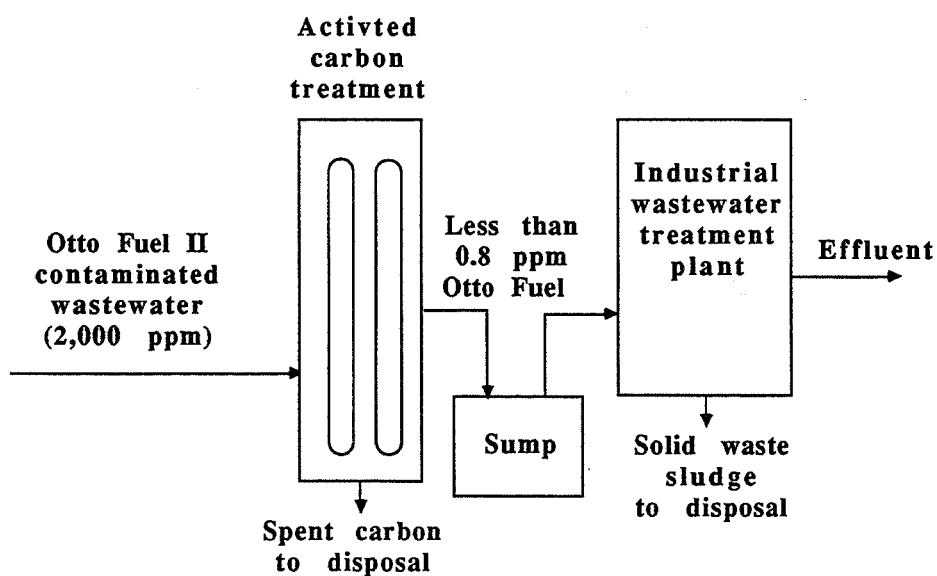 Activted
carbon
treatment
Otto Fuel II
contaminated
wastewater
(2,000 ppm)
Less than
0.8 ppm
Otto Fuel
Sump
Industrial
wastewater
treatment
plant
Effluent
Spent carbon
to disposal
Solid waste
sludge
to disposal